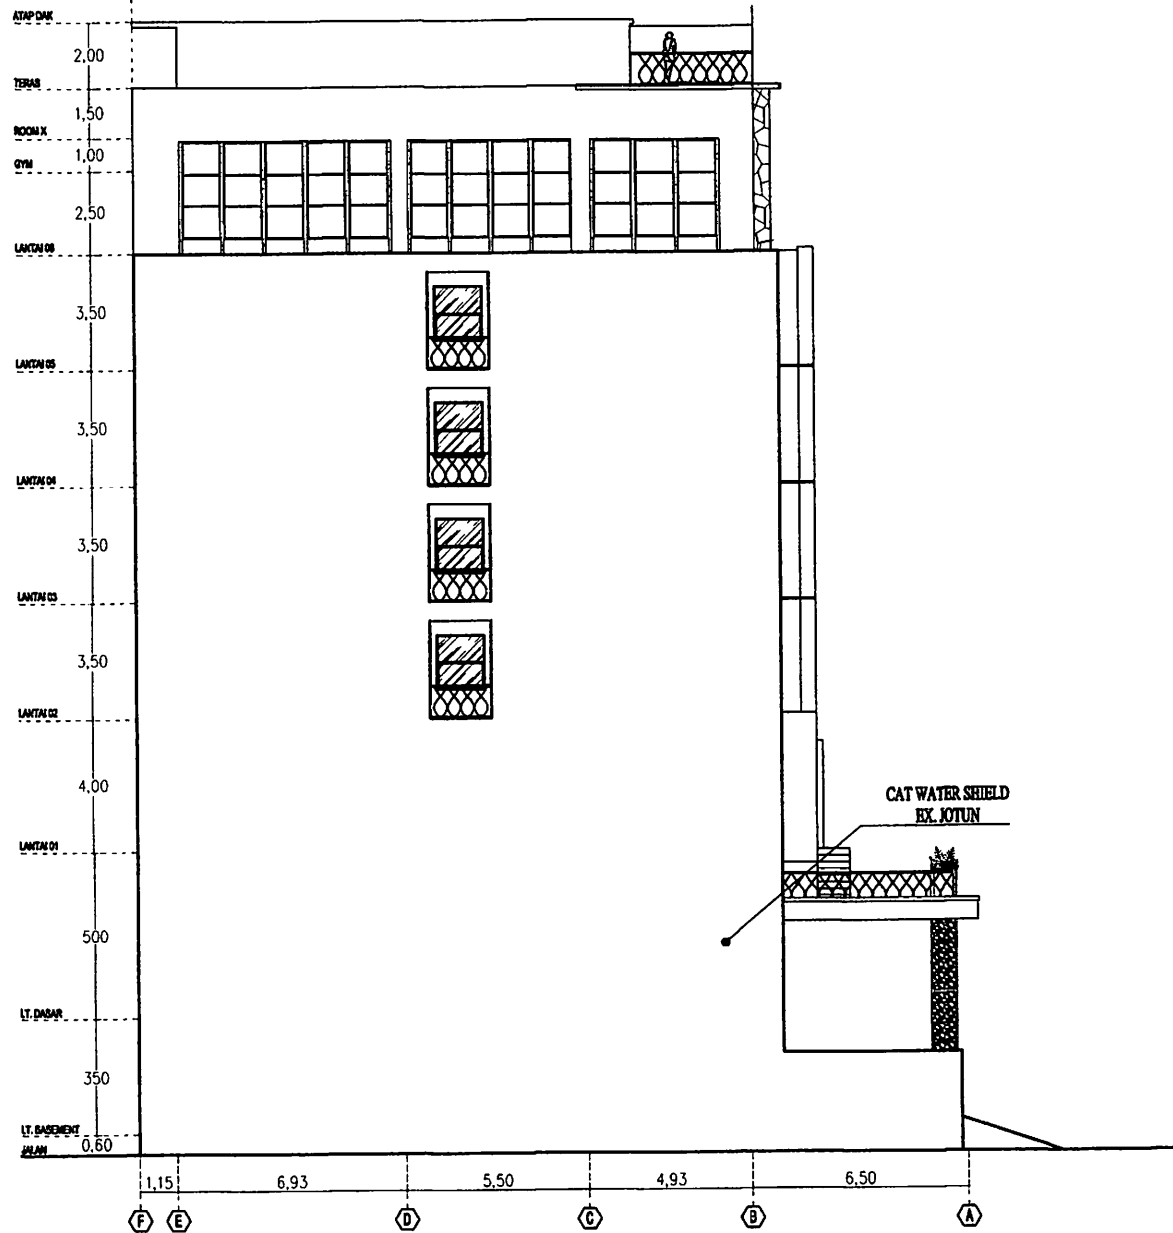 ATAP DAK
2,00
TERAS
1,50
ROOM X
1,00
GYM
2,50
LANTAI 06
3,50
LANTAI 05
3,50
LANTAI 04
3,50
LANTAI 03
3,50
LANTAI 02
4,00
CAT WATER SHIELD
EX. JOTUN
LANTAI 01
500
LT. DASAR
350
LT. BASEMENT
0,60
JALAN
1,15 6,93 5,50 4,93 6,50
F E D C B A